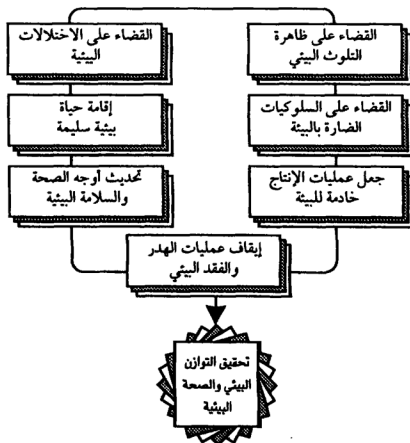 القضاء على ظاهرة
التلوث البيئي
القضاء على الاختلالات
البيئية
القضاء على السلوكيات
الضارة بالبيئة
إقامة حياة
بيئية سليمة
جعل عمليات الإنتاج
خادمة للبيئة
تحديث أوجه الصحة
والسلامة البيئية
إيقاف عمليات الهدر
والفقد البيئي
تحقيق التوازن
البيئي والصحة
البيئية